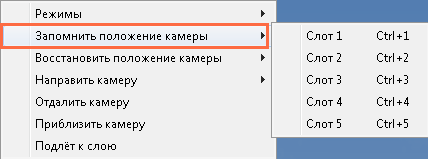 Режимы
Запомнить положение камеры
Слот 1 Ctrl+1
Восстановить положение камеры
Слот 2 Ctrl+2
Направить камеру
Слот 3 Ctrl+3
Отдалить камеру
Слот 4 Ctrl+4
Приблизить камеру
Слот 5 Ctrl+5
Подлёт к слою